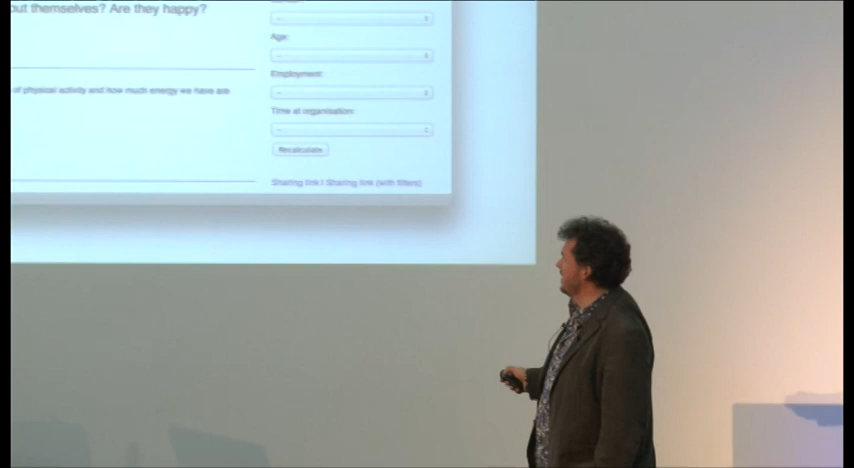 out themselves? Are they happy?
of physical activity and how much energy we have are
Age:
Employment:
Time at organisation:
Recalculate
Sharing link | Sharing link (with filters)